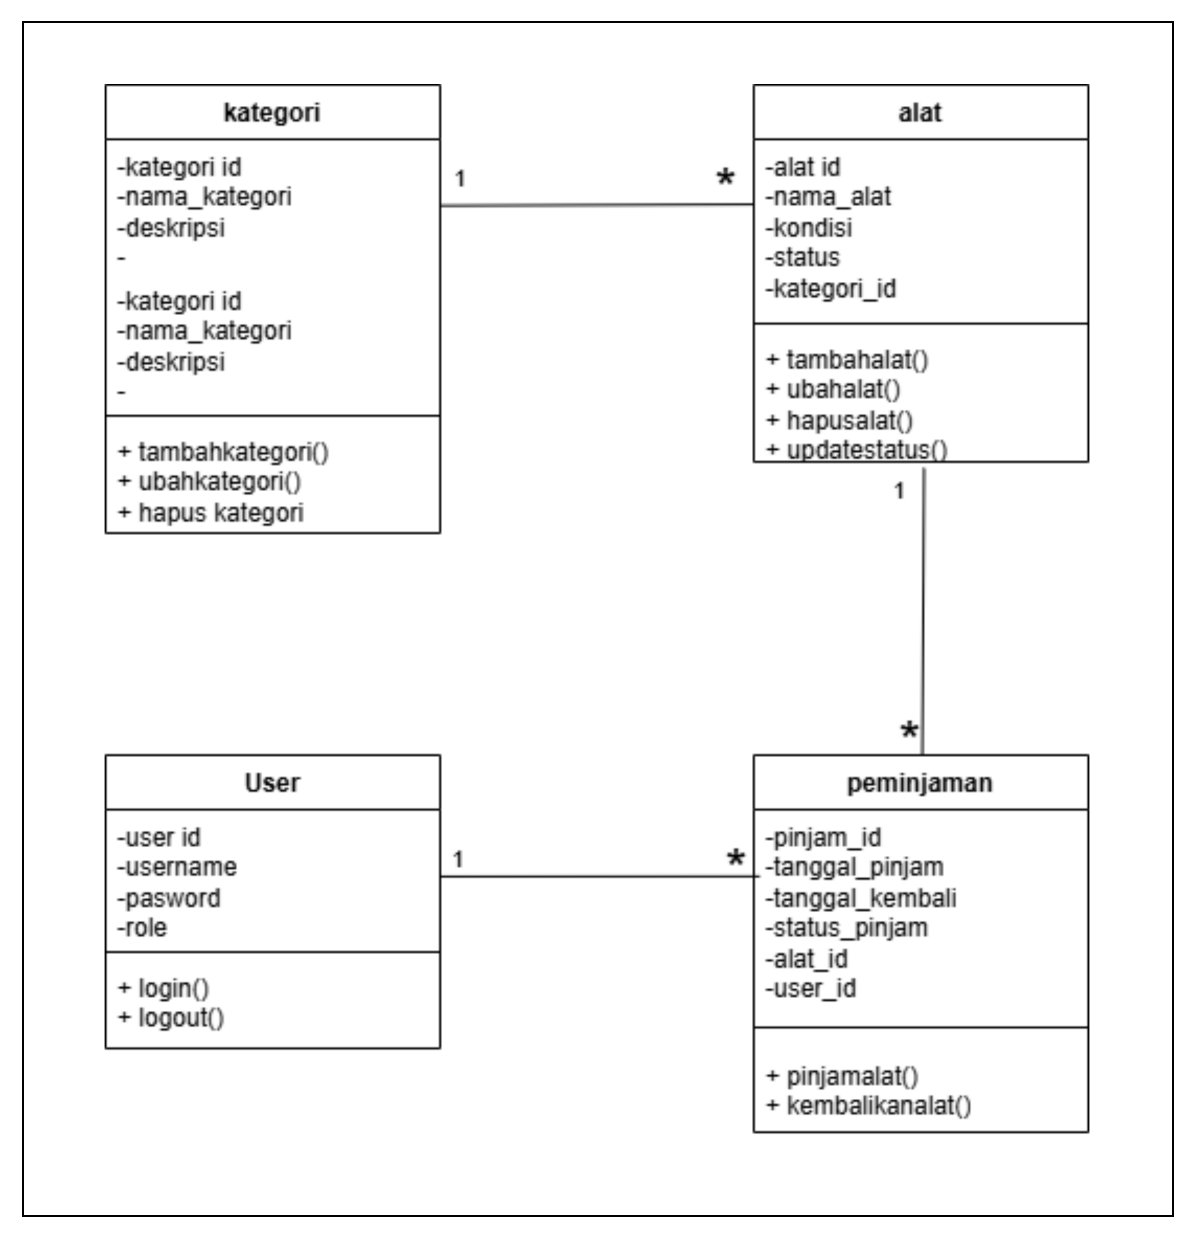 kategori
-kategori id
-nama_kategori
-deskripsi
-
-kategori id
-nama_kategori
-deskripsi
-
+ tambahkategori()
+ ubahkategori()
+ hapus kategori
1
*
alat
-alat id
-nama_alat
-kondisi
-status
-kategori_id
+ tambahalat()
+ ubahalat()
+ hapusalat()
+ updatestatus()
1
*
User
-user id
-username
-pasword
-role
+ login()
+ logout()
1
*
peminjaman
-pinjam_id
-tanggal_pinjam
-tanggal_kembali
-status_pinjam
-alat_id
-user_id
+ pinjamalat()
+ kembalikanalat()